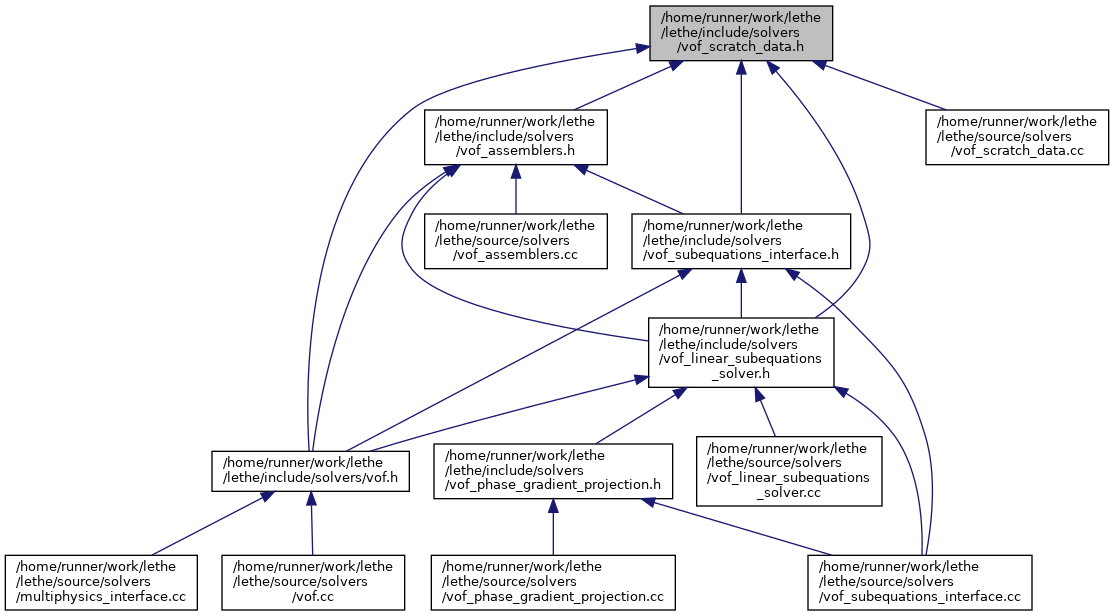 /home/runner/work/lethe
/lethe/include/solvers
/vof_scratch_data.h
/home/runner/work/lethe
/lethe/include/solvers
/vof_assemblers.h
/home/runner/work/lethe
/lethe/source/solvers
/vof_scratch_data.cc
/home/runner/work/lethe
/lethe/source/solvers
/vof_assemblers.cc
/home/runner/work/lethe
/lethe/include/solvers
/vof_subequations_interface.h
/home/runner/work/lethe
/lethe/include/solvers
/vof_linear_subequations
_solver.h
/home/runner/work/lethe
/lethe/include/solvers/vof.h
/home/runner/work/lethe
/lethe/include/solvers
/vof_phase_gradient_projection.h
/home/runner/work/lethe
/lethe/source/solvers
/vof_linear_subequations
_solver.cc
/home/runner/work/lethe
/lethe/source/solvers
/multiphysics_interface.cc
/home/runner/work/lethe
/lethe/source/solvers
/vof.cc
/home/runner/work/lethe
/lethe/source/solvers
/vof_phase_gradient_projection.cc
/home/runner/work/lethe
/lethe/source/solvers
/vof_subequations_interface.cc